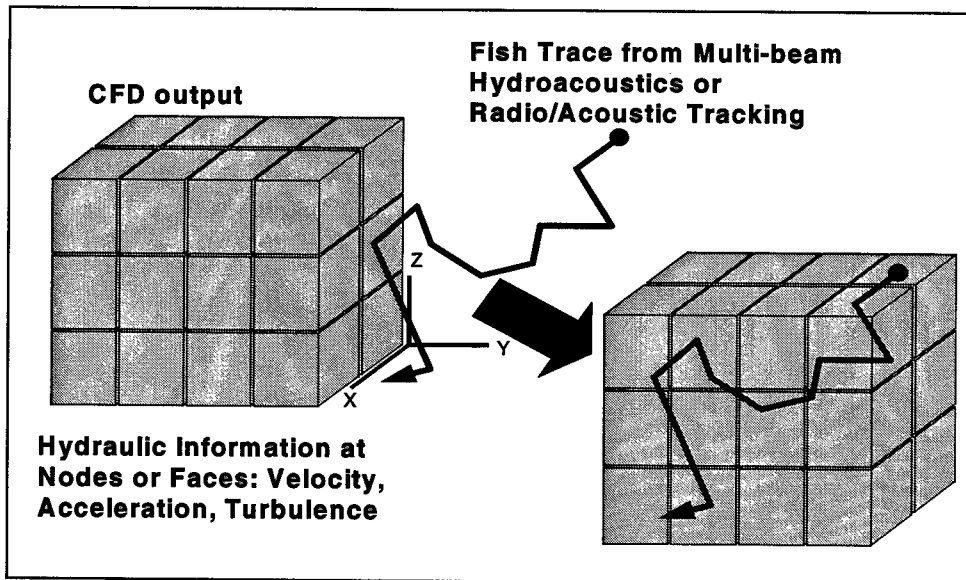 CFD output
Fish Trace from Multi-beam
Hydroacoustics or
Radio/Acoustic Tracking
Z
Y
X
Hydraulic Information at
Nodes or Faces: Velocity,
Acceleration, Turbulence